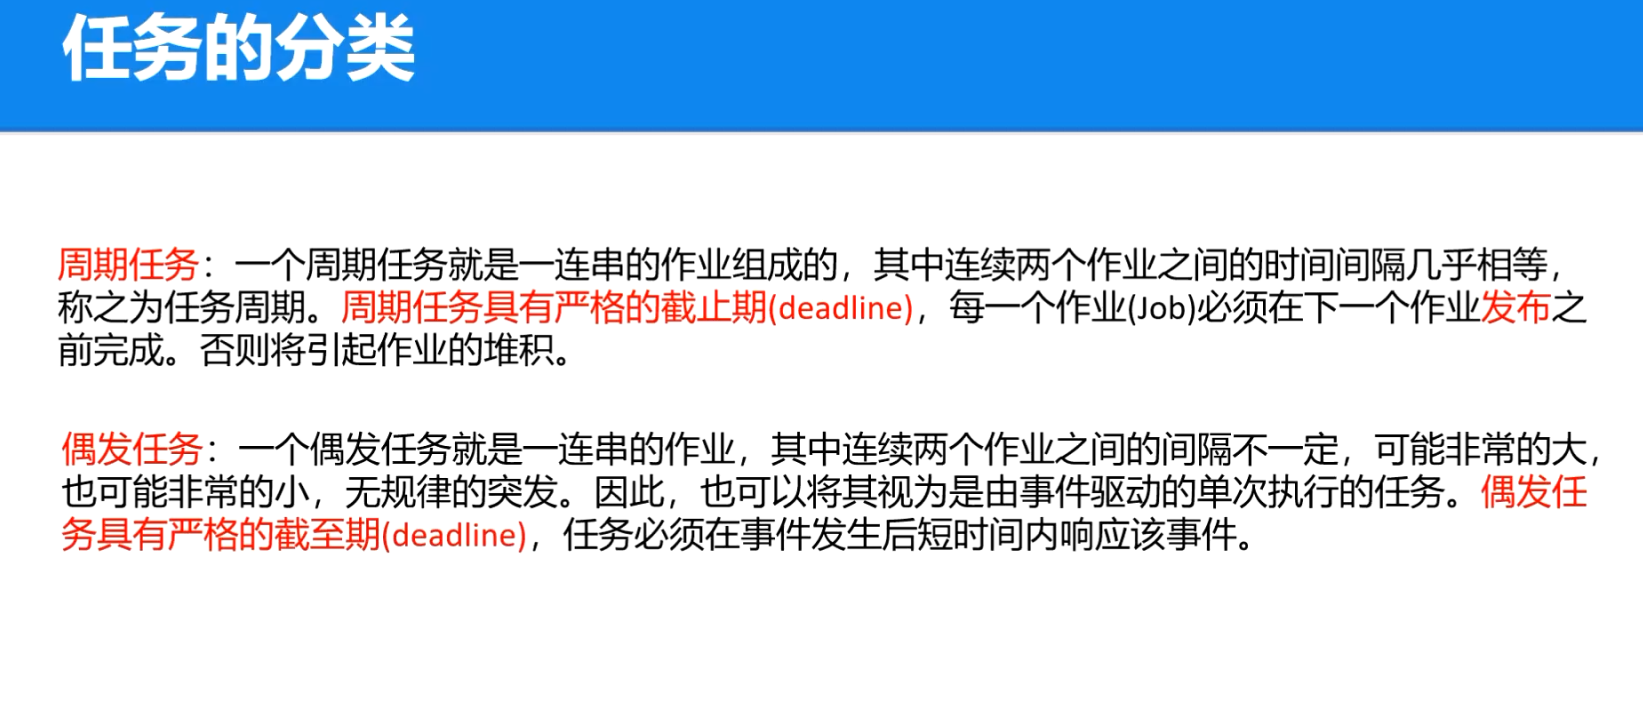 任务的分类
周期任务：一个周期任务就是一连串的作业组成的，其中连续两个作业之间的时间间隔几乎相等，
称之为任务周期。周期任务具有严格的截止期(deadline)，每一个作业(Job)必须在下一个作业发布之
前完成。否则将引起作业的堆积。
偶发任务：一个偶发任务就是一连串的作业，其中连续两个作业之间的间隔不一定，可能非常的大，
也可能非常的小，无规律的突发。因此，也可以将其视为是由事件驱动的单次执行的任务。偶发任
务具有严格的截至期(deadline)，任务必须在事件发生后短时间内响应该事件。